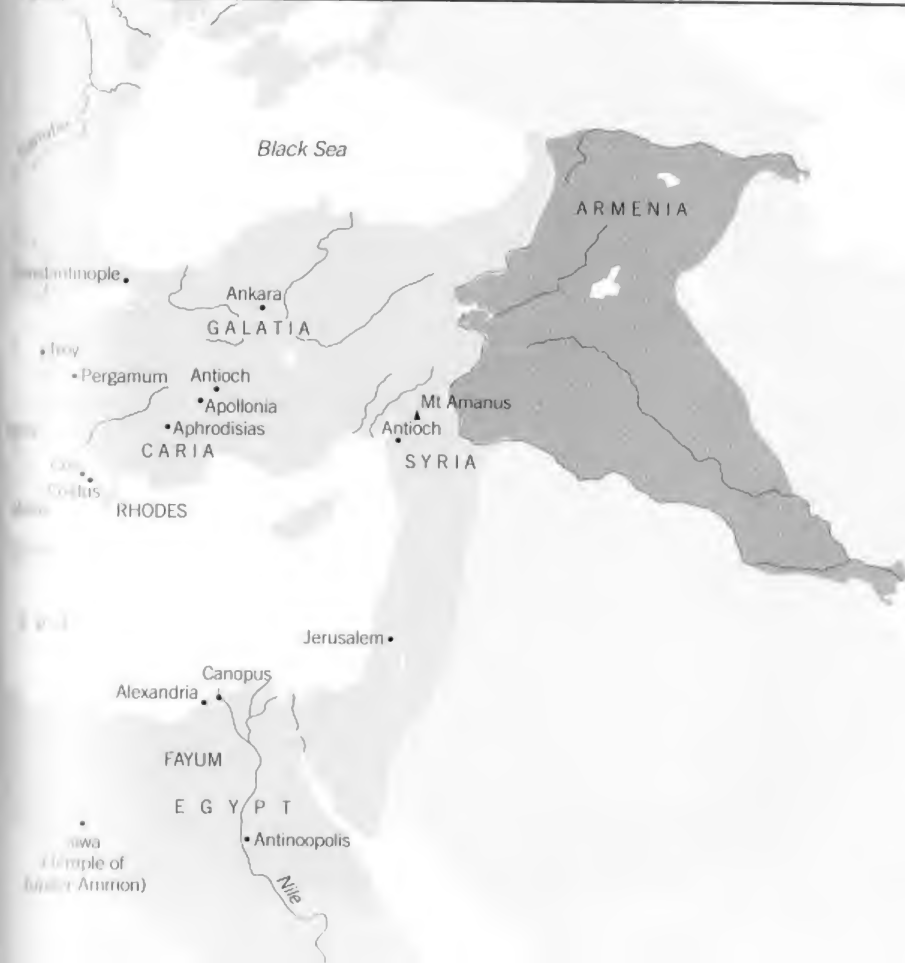 Black Sea
ARMENIA
Ankara
GALATIA
Pergamum
Antioch
Apollonia
Aphrodisias
CARIA
Mt Amanus
Antioch
SYRIA
RHODES
Jerusalem
Canopus
Alexandria
FAYUM
EGYPT
Antinoopolis
Nile
Ammon)